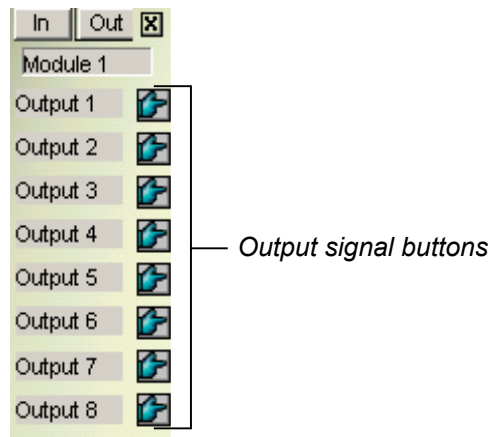 In Out X
Module 1
Output 1
Output 2
Output 3
Output 4
Output signal buttons
Output 5
Output 6
Output 7
Output 8